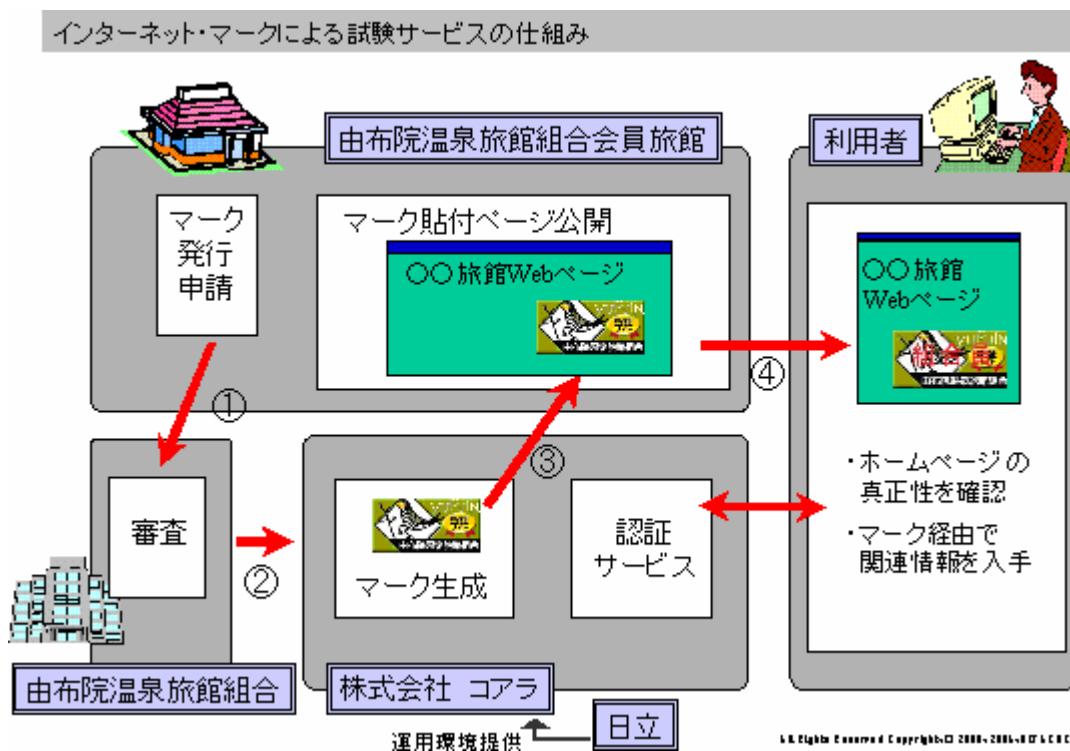 インターネット・マークによる試験サービスの仕組み
由布院温泉旅館組合会員旅館
利用者
マーク
発行
申請
マーク貼付ページ公開
〇〇旅館Webページ
〇〇旅館
Webページ
組合員
①
④
③
②
審査
マーク生成
認証
サービス
・ホームページの
真正性を確認
・マーク経由で
関連情報を入手
由布院温泉旅館組合
株式会社 コアラ
日立
運用環境提供